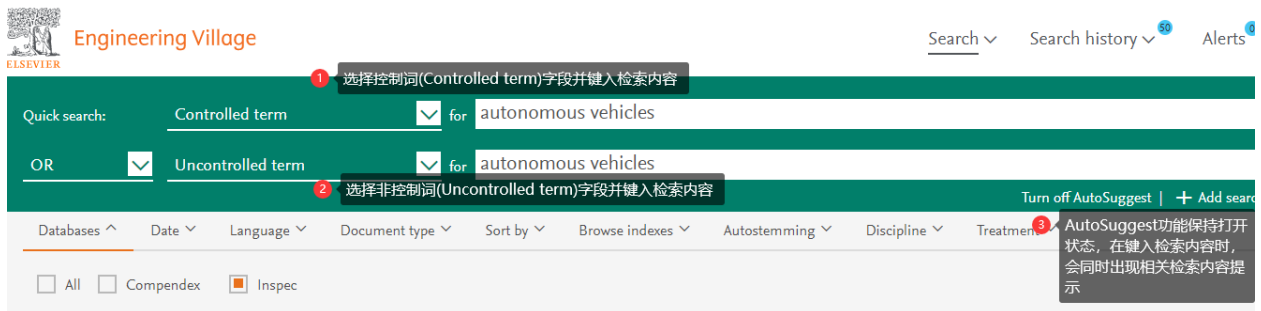 ELSEVIER
Engineering Village
Search
Search history
50
Alerts
0
1 选择控制词(Controlled term)字段并键入检索内容
Quick search:
Controlled term
for
autonomous vehicles
OR
Uncontrolled term
for
autonomous vehicles
2 选择非控制词(Uncontrolled term)字段并键入检索内容
Turn off AutoSuggest | + Add sear
3 AutoSuggest功能保持打开
状态，在键入检索内容时，
会同时出现相关检索内容提
示
Databases
Date
Language
Document type
Sort by
Browse indexes
Autostemming
Discipline
Treatment
All
Compendex
Inspec